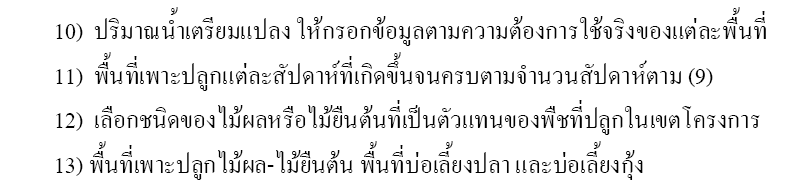 10) ปริมาณน้ำเตรียมแปลง ให้กรอกข้อมูลตามความต้องการใช้จริงของแต่ละพื้นที่
11) พื้นที่เพาะปลูกแต่ละสัปดาห์ที่เกิดขึ้นจนครบตามจำนวนสัปดาห์ตาม (9)
12) เลือกชนิดของไม้ผลหรือไม้ยืนต้นที่เป็นตัวแทนของพืชที่ปลูกในเขตโครงการ
13) พื้นที่เพาะปลูกไม้ผล-ไม้ยืนต้น พื้นที่บ่อเลี้ยงปลา และบ่อเลี้ยงกุ้ง